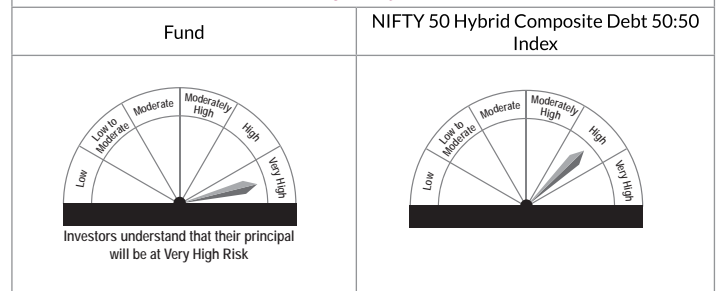 Fund
NIFTY 50 Hybrid Composite Debt 50:50
Index
Low
Low to
Moderate
Moderate
Moderately
High
High
Very High
Investors understand that their principal
will be at Very High Risk
Low
Low to
Moderate
Moderate
Moderately
High
High
Very High